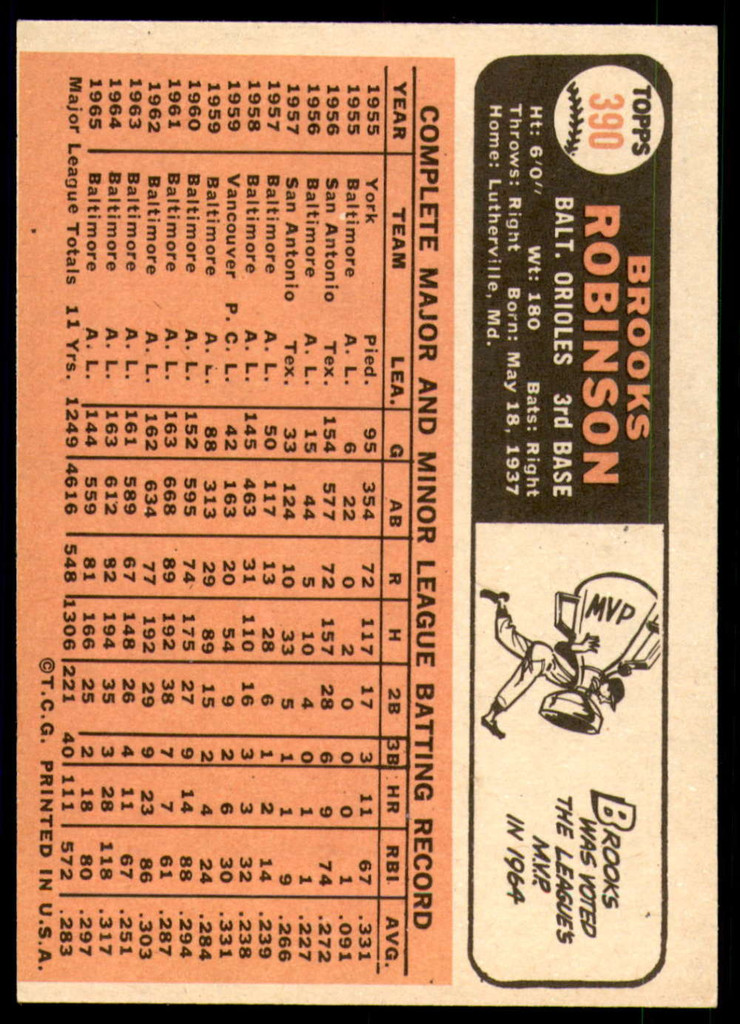 TOPPS
390
BROOKS
ROBINSON
BALT. ORIOLES 3rd BASE
Ht: 6'0" Wt: 180 Bats: Right
Throws: Right Born: May 18, 1937
Home: Lutherville, Md.
MVP
BROOKS
WAS VOTED
THE LEAGUE'S
M.V.P.
IN 1964
COMPLETE MAJOR AND MINOR LEAGUE BATTING RECORD
YEAR TEAM LEA. G AB R H 2B 3B HR RBI AVG.
1955 York Pied. 95 354 72 117 17 3 11 67 .331
1955 Baltimore A. L. 6 22 0 2 0 0 0 1 .091
1956 San Antonio Tex. 154 577 72 157 28 6 9 74 .272
1956 Baltimore A. L. 15 44 5 10 4 0 1 1 .227
1957 San Antonio Tex. 33 124 10 33 5 1 1 9 .266
1957 Baltimore A. L. 50 117 13 28 6 1 2 14 .239
1958 Baltimore A. L. 145 463 31 110 16 3 3 32 .238
1959 Vancouver P. C. L. 42 163 20 54 9 2 6 30 .331
1959 Baltimore A. L. 88 313 29 89 15 2 4 24 .284
1960 Baltimore A. L. 152 595 74 175 27 9 14 88 .294
1961 Baltimore A. L. 163 668 89 192 38 7 7 61 .287
1962 Baltimore A. L. 162 634 77 192 29 9 23 86 .303
1963 Baltimore A. L. 161 589 67 148 26 4 11 67 .251
1964 Baltimore A. L. 163 612 82 194 35 3 28 118 .317
1965 Baltimore A. L. 144 559 81 166 25 2 18 80 .297
Major League Totals 11 Yrs. 1249 4616 548 1306 221 40 111 572 .283
©T.C.G. PRINTED IN U.S.A.